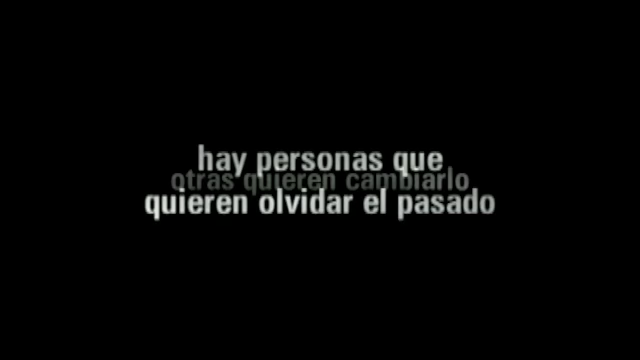 hay personas que
otras quieren cambiarlo
quieren olvidar el pasado